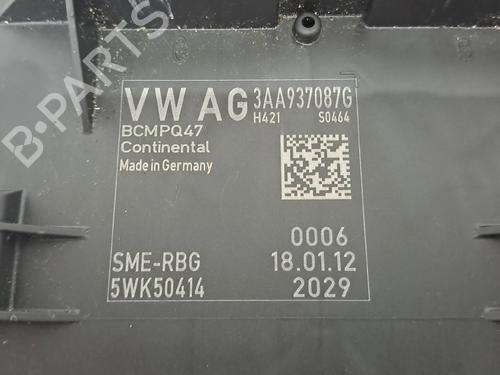 VW AG 3AA937087G
H421 S0464
BCMPQ47
Continental
Made in Germany
0006
SME-RBG 18.01.12
5WK50414 2029
B-PARTS